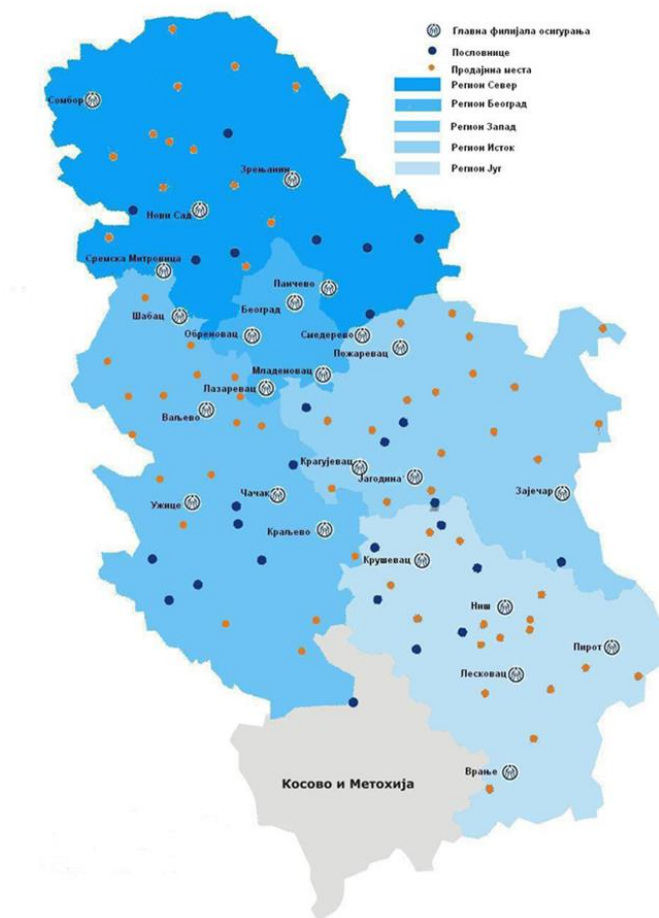 Главна филијала осигурања
Пословнице
Продајнина места
Регион Север
Регион Београд
Регион Запад
Регион Исток
Регион Југ
Сомбор
Зрењанин
Нови Сад
Сремска Митровица
Панчево
Београд
Шабац
Обреновац
Смедерево
Пожаревац
Младеновац
Лазаревац
Ваљево
Крагујевац
Јагодина
Ужице
Чачак
Зајечар
Краљево
Крушевац
Ниш
Пирот
Лесковац
Врање
Косово и Метохија